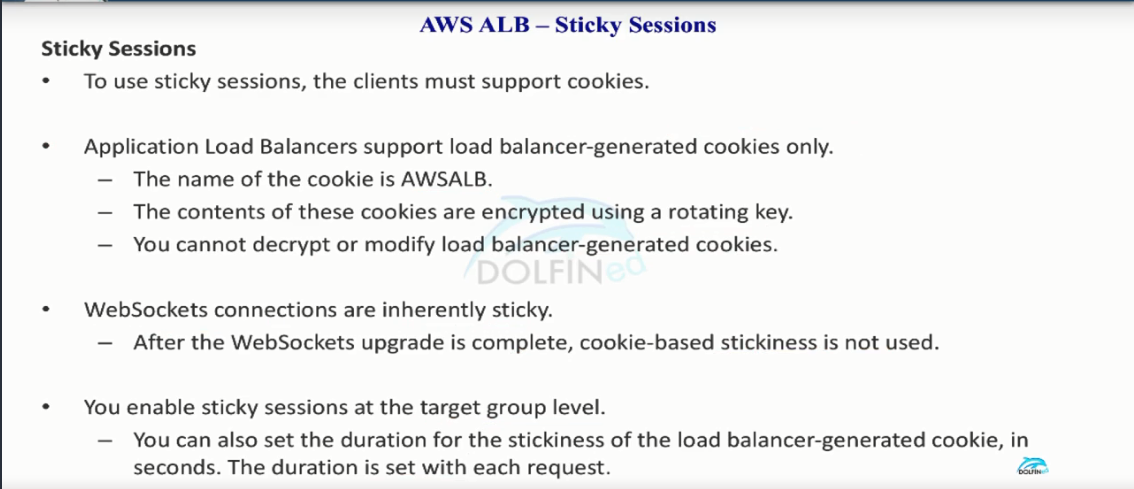 AWS ALB – Sticky Sessions
Sticky Sessions
• To use sticky sessions, the clients must support cookies.
• Application Load Balancers support load balancer-generated cookies only.
– The name of the cookie is AWSALB.
– The contents of these cookies are encrypted using a rotating key.
– You cannot decrypt or modify load balancer-generated cookies.
DOLFINed
• WebSockets connections are inherently sticky.
– After the WebSockets upgrade is complete, cookie-based stickiness is not used.
• You enable sticky sessions at the target group level.
– You can also set the duration for the stickiness of the load balancer-generated cookie, in
seconds. The duration is set with each request.
DOLFINed